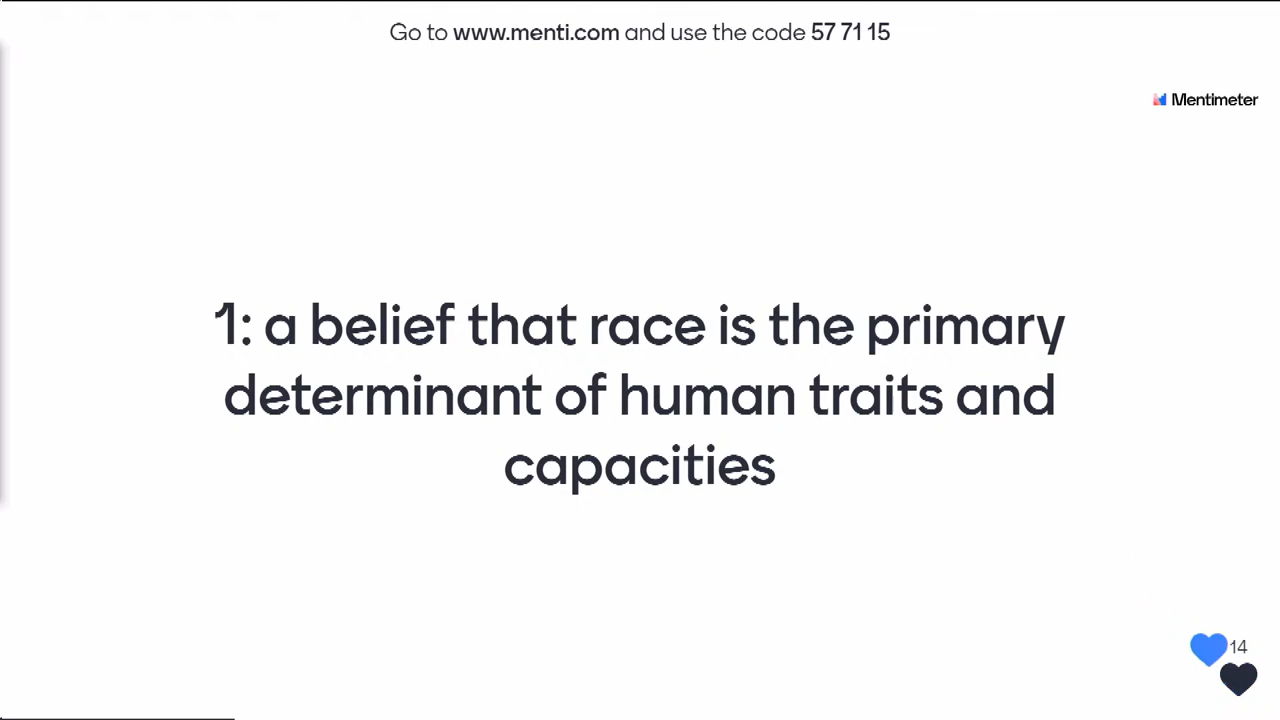 Go to www.menti.com and use the code 57 71 15
Mentimeter
1: a belief that race is the primary
determinant of human traits and
capacities
14